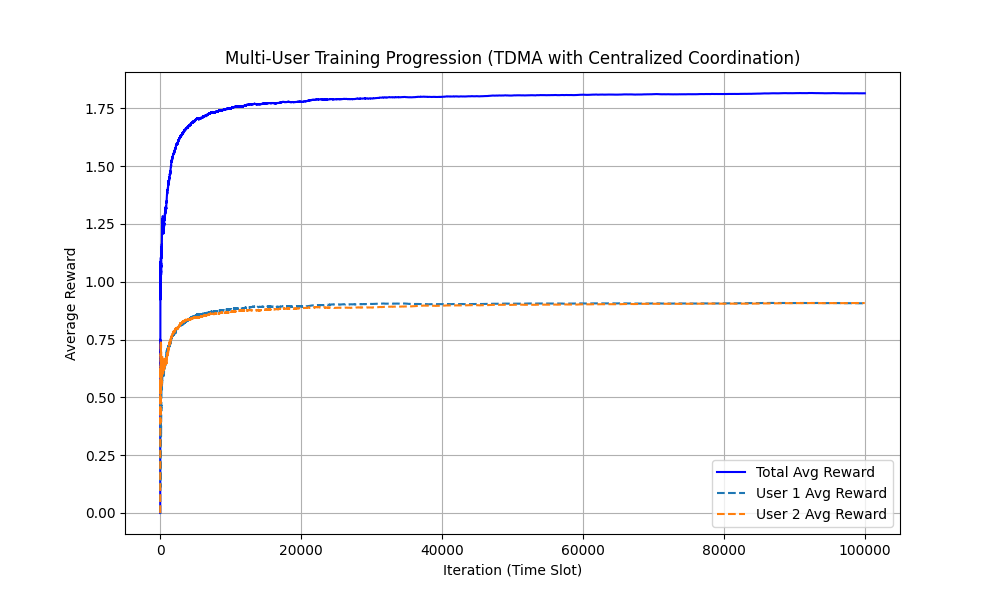 Multi-User Training Progression (TDMA with Centralized Coordination)
Average Reward
1.75
1.50
1.25
1.00
0.75
0.50
0.25
0.00
0 20000 40000 60000 80000 100000
Iteration (Time Slot)
Total Avg Reward
User 1 Avg Reward
User 2 Avg Reward